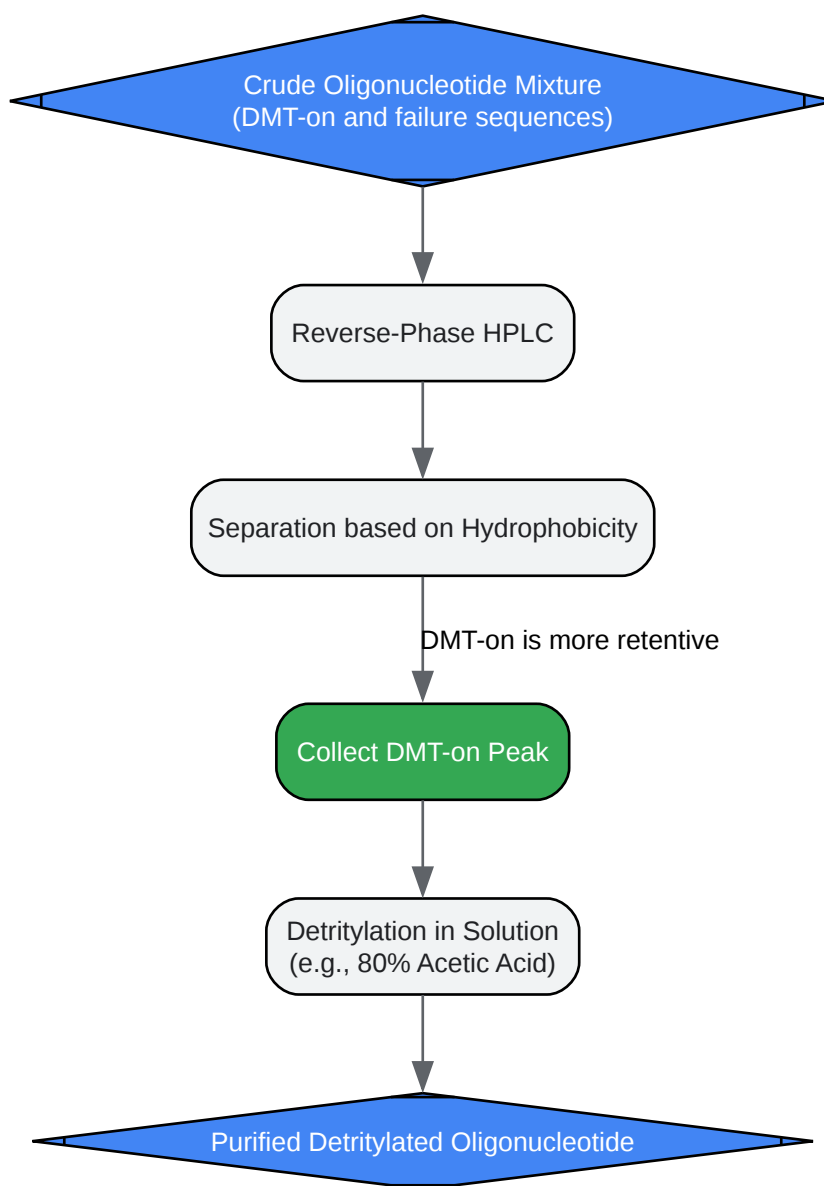 Crude Oligonucleotide Mixture
(DMT-on and failure sequences)
Reverse-Phase HPLC
Separation based on Hydrophobicity
DMT-on is more retentive
Collect DMT-on Peak
Detritylation in Solution
(e.g., 80% Acetic Acid)
Purified Detritylated Oligonucleotide